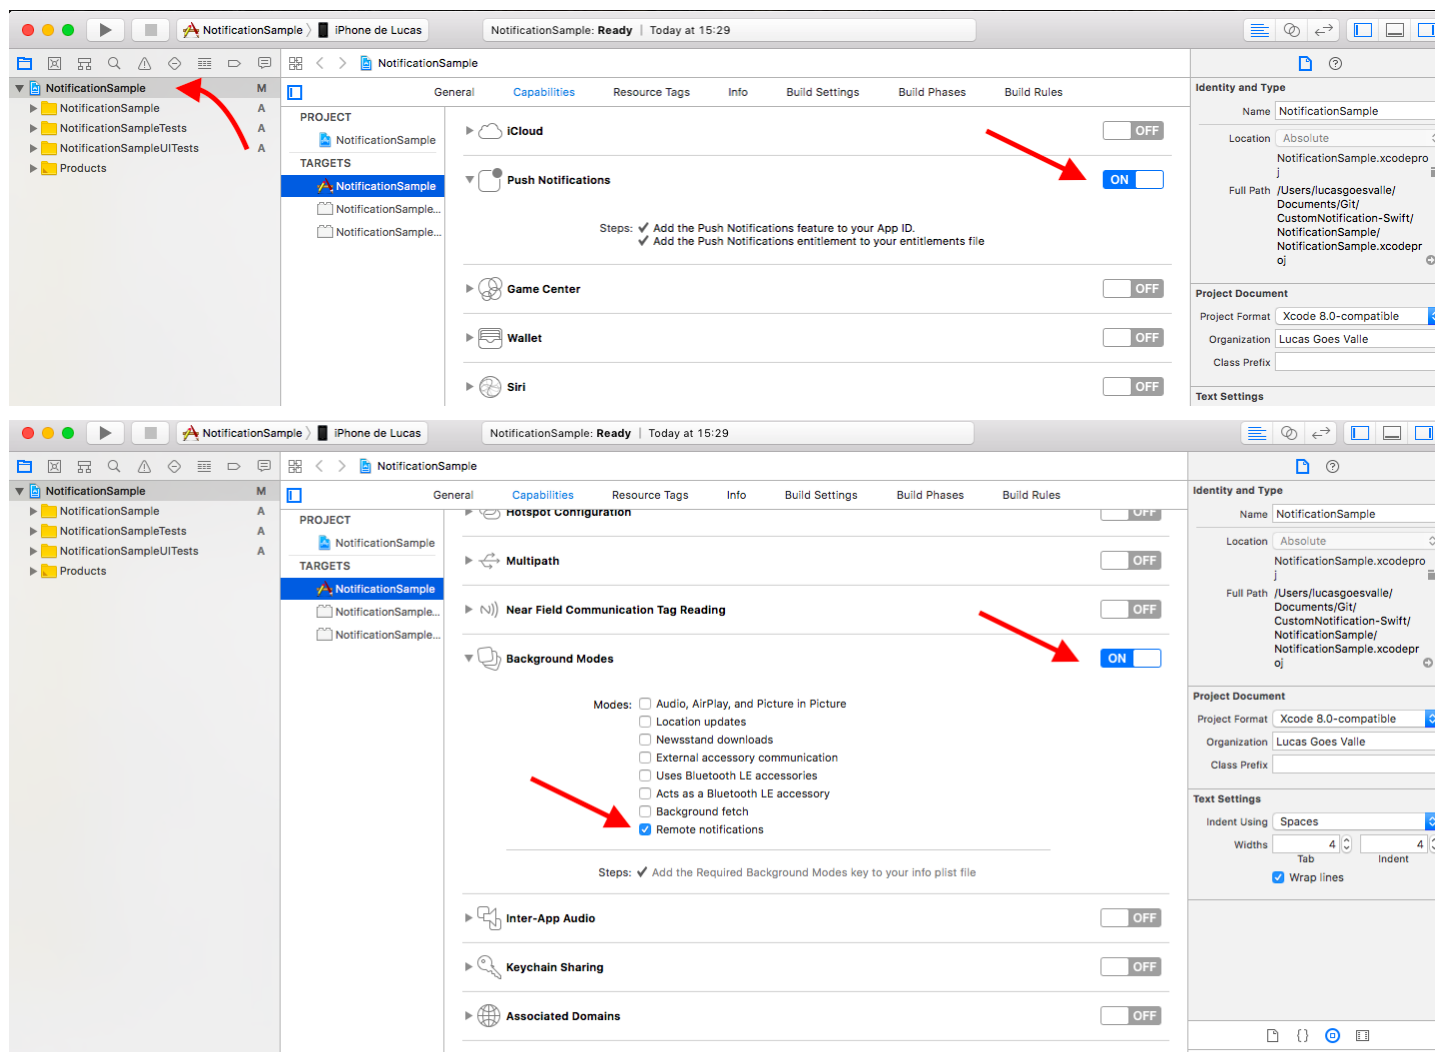 NotificationSample 〉 iPhone de Lucas
NotificationSample: Ready | Today at 15:29
NotificationSample M
NotificationSample A
NotificationSampleTests A
NotificationSampleUITests A
Products
NotificationSample
General Capabilities Resource Tags Info Build Settings Build Phases Build Rules
PROJECT
NotificationSample
TARGETS
NotificationSample
NotificationSample...
NotificationSample...
iCloud OFF
Push Notifications ON
Steps: ✓ Add the Push Notifications feature to your App ID.
✓ Add the Push Notifications entitlement to your entitlements file
Game Center OFF
Wallet OFF
Siri OFF
Identity and Type
Name NotificationSample
Location Absolute
NotificationSample.xcodepro
j
Full Path /Users/lucasgoesvalle/
Documents/Git/
CustomNotification-Swift/
NotificationSample/
NotificationSample.xcodepr
oj
Project Document
Project Format Xcode 8.0-compatible
Organization Lucas Goes Valle
Class Prefix
Text Settings
NotificationSample 〉 iPhone de Lucas
NotificationSample: Ready | Today at 15:29
NotificationSample M
NotificationSample A
NotificationSampleTests A
NotificationSampleUITests A
Products
NotificationSample
General Capabilities Resource Tags Info Build Settings Build Phases Build Rules
PROJECT
NotificationSample
TARGETS
NotificationSample
NotificationSample...
NotificationSample...
Hotspot Configuration OFF
Multipath OFF
Near Field Communication Tag Reading OFF
Background Modes ON
Modes: Audio, AirPlay, and Picture in Picture
Location updates
Newsstand downloads
External accessory communication
Uses Bluetooth LE accessories
Acts as a Bluetooth LE accessory
Background fetch
Remote notifications
Steps: ✓ Add the Required Background Modes key to your info plist file
Inter-App Audio OFF
Keychain Sharing OFF
Associated Domains OFF
Identity and Type
Name NotificationSample
Location Absolute
NotificationSample.xcodepro
j
Full Path /Users/lucasgoesvalle/
Documents/Git/
CustomNotification-Swift/
NotificationSample/
NotificationSample.xcodepr
oj
Project Document
Project Format Xcode 8.0-compatible
Organization Lucas Goes Valle
Class Prefix
Text Settings
Indent Using Spaces
Widths 4 4
Tab Indent
Wrap lines